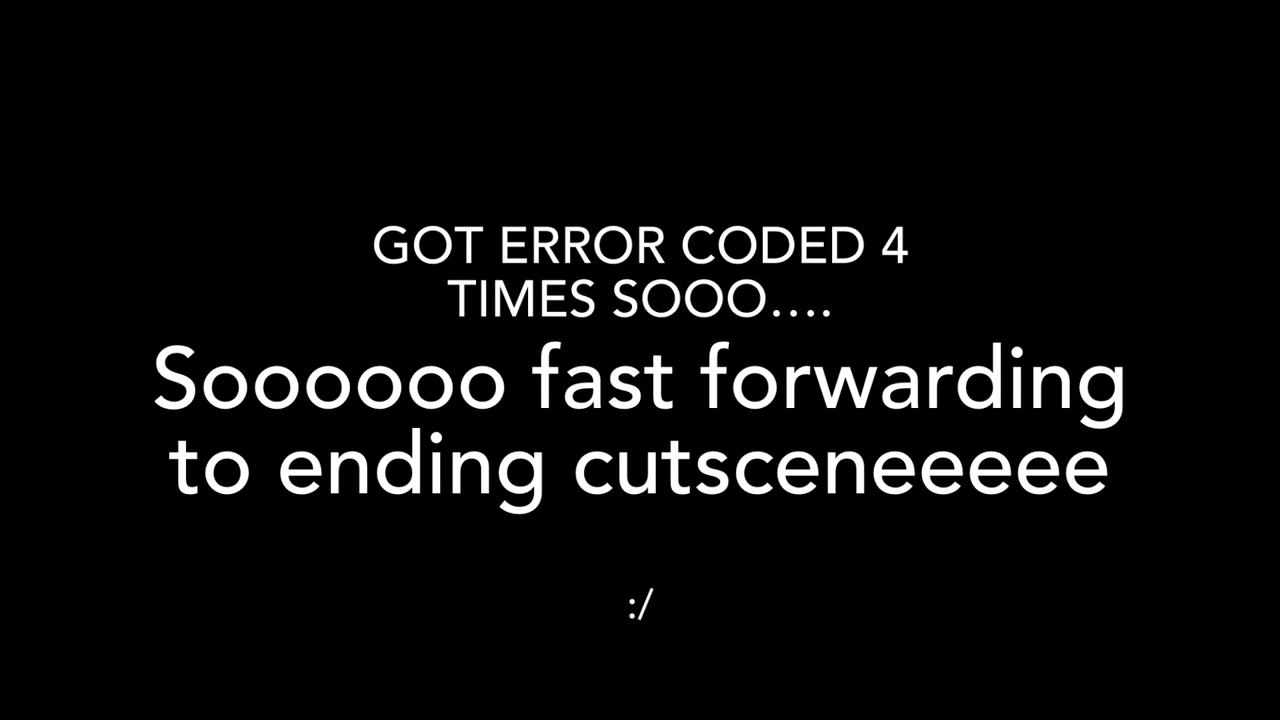 GOT ERROR CODED 4
TIMES SOOO....
Soooooo fast forwarding
to ending cutsceneeeee
:/